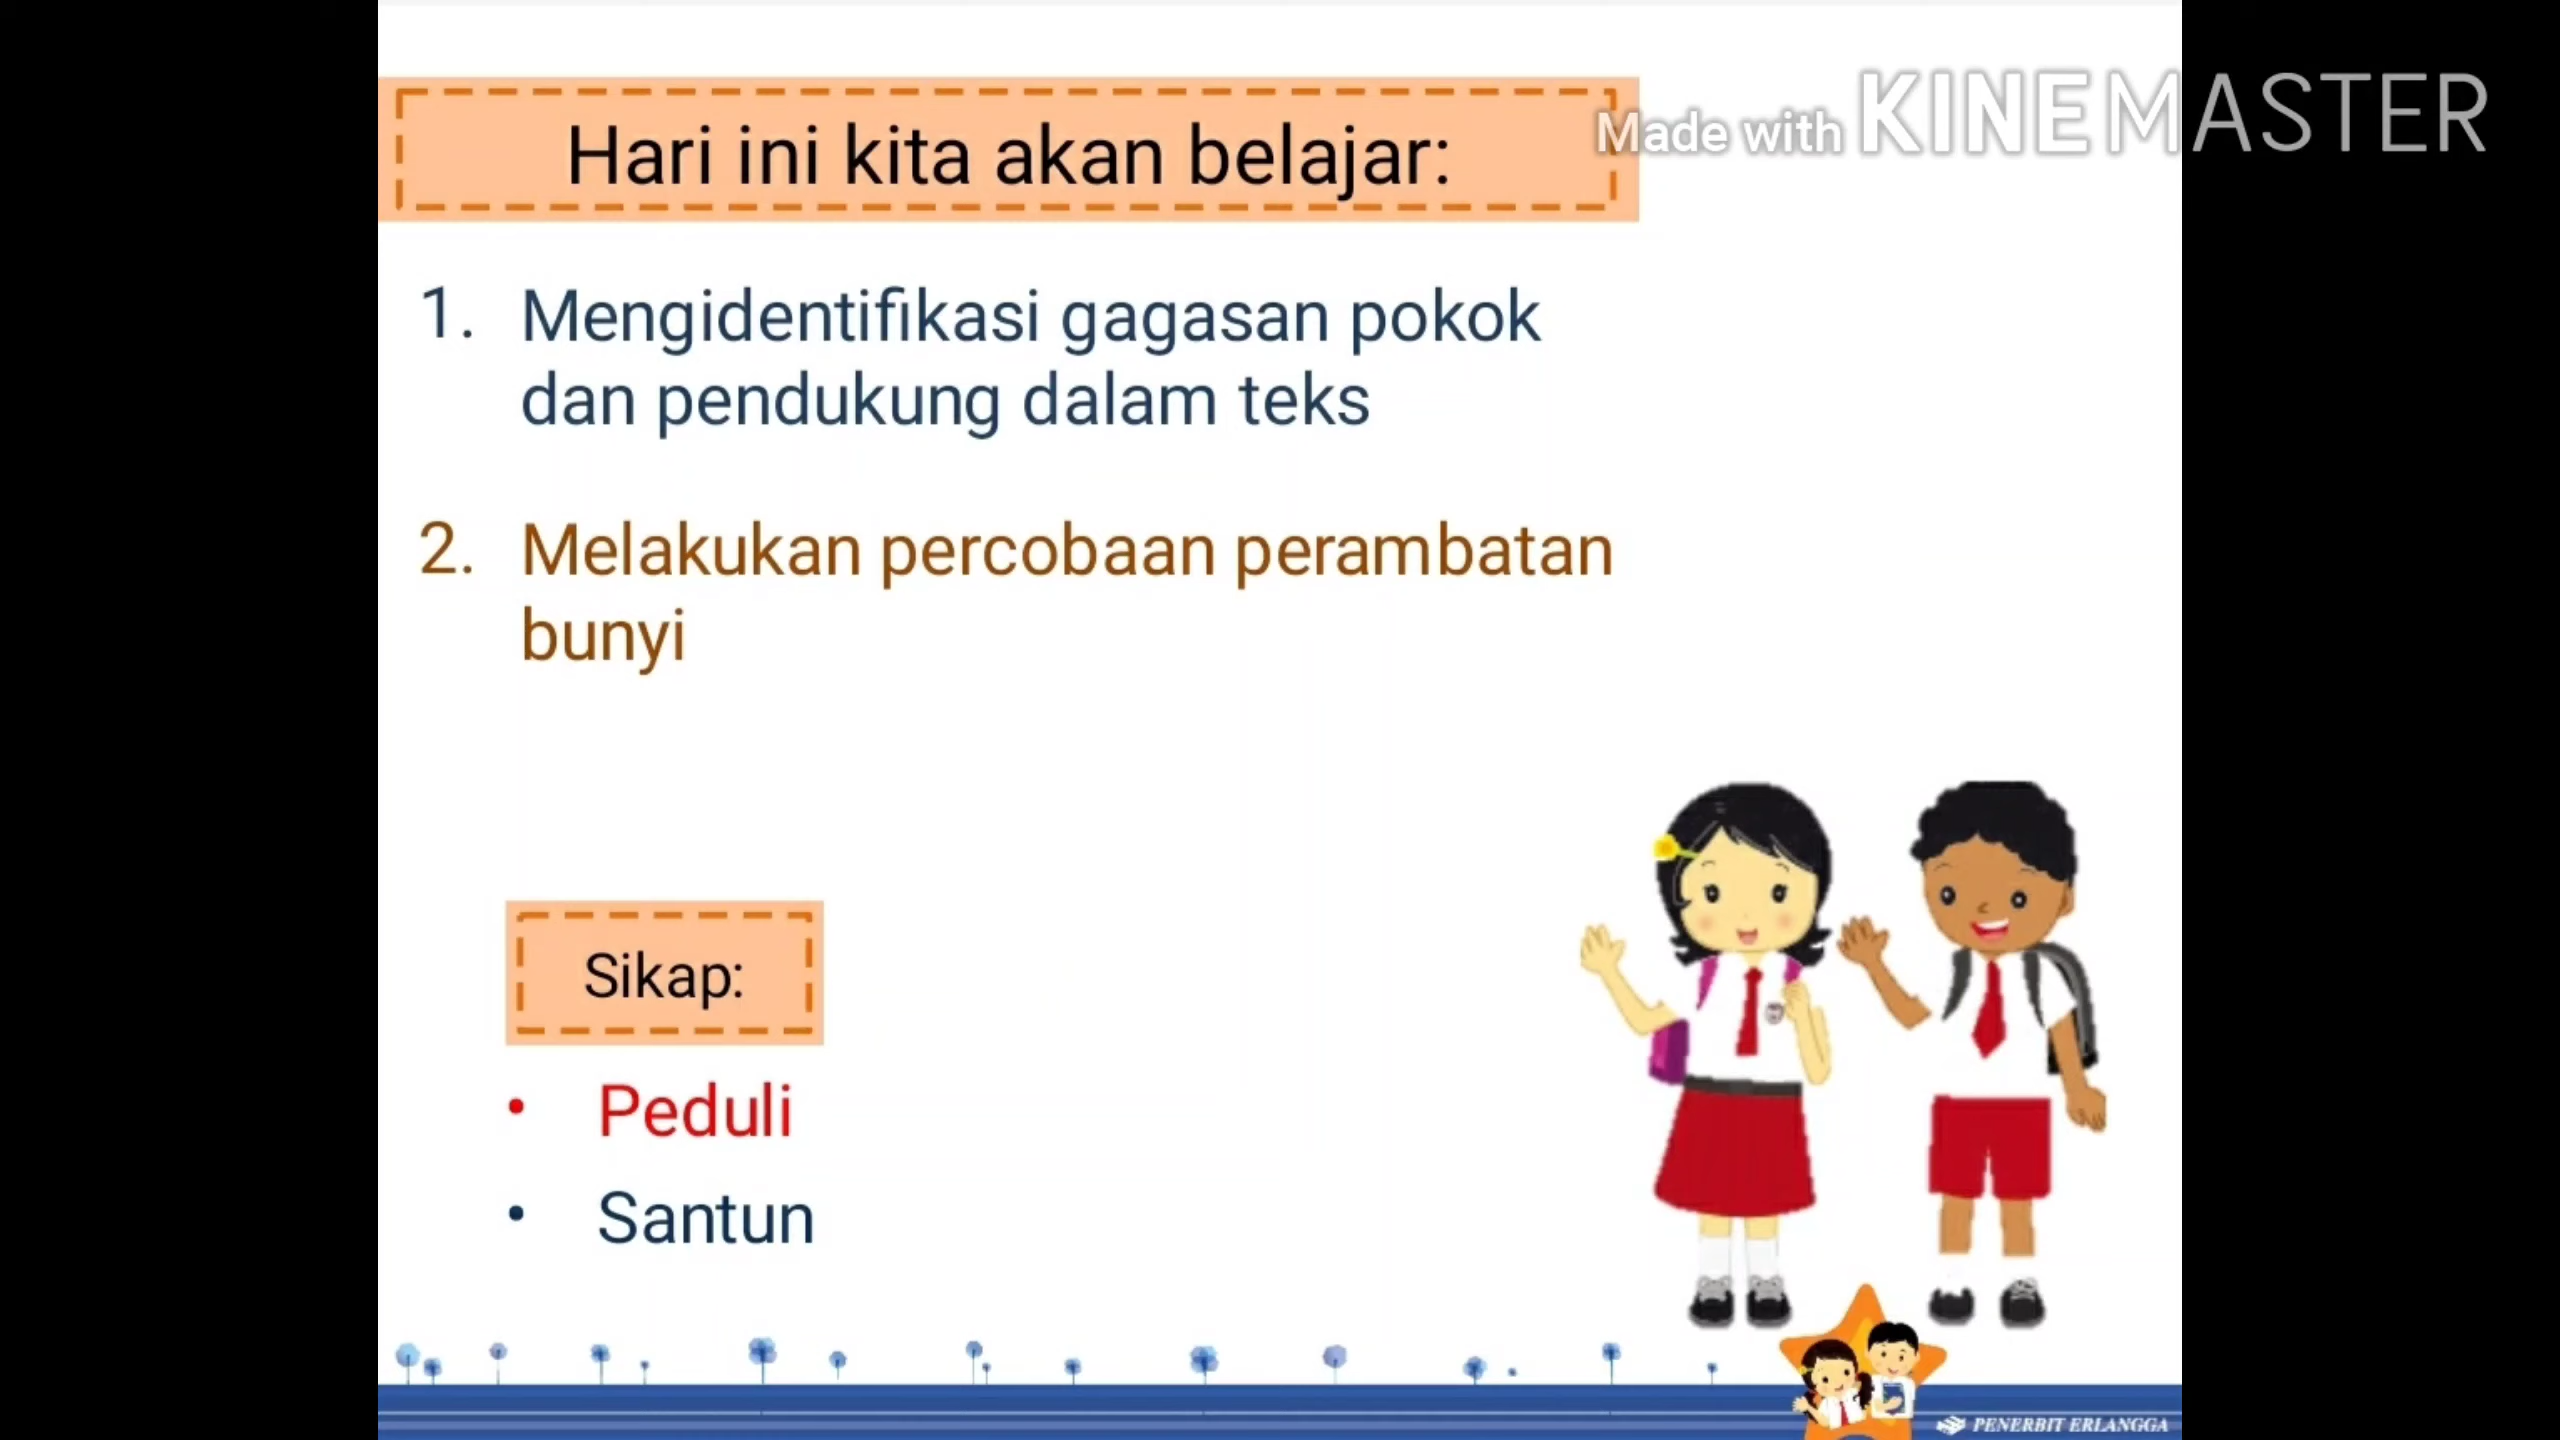 Hari ini kita akan belajar:
Made with KINEMASTER
1. Mengidentifikasi gagasan pokok
dan pendukung dalam teks
2. Melakukan percobaan perambatan
bunyi
Sikap:
• Peduli
• Santun
PENERBIT ERLANGGA